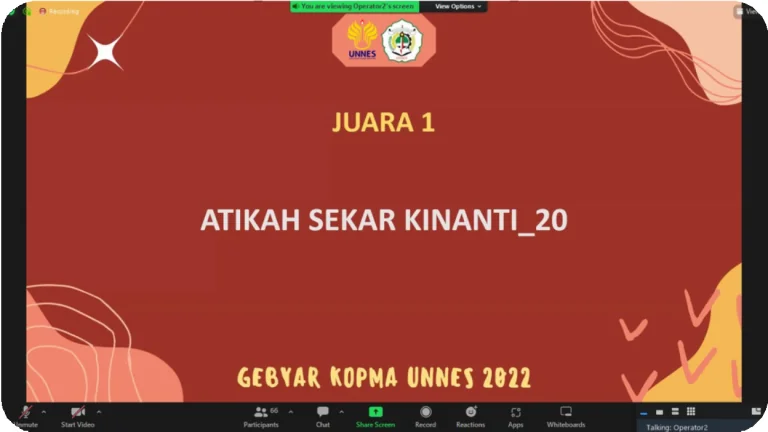 Recording
You are viewing Operator2's screen
View Options
UNNES
JUARA 1
ATIKAH SEKAR KINANTI_20
GEBYAR KOPMA UNNES 2022
Start Video
66
Participants
Chat
Share Screen
Record
Reactions
Apps
Whiteboards
Talking: Operator2